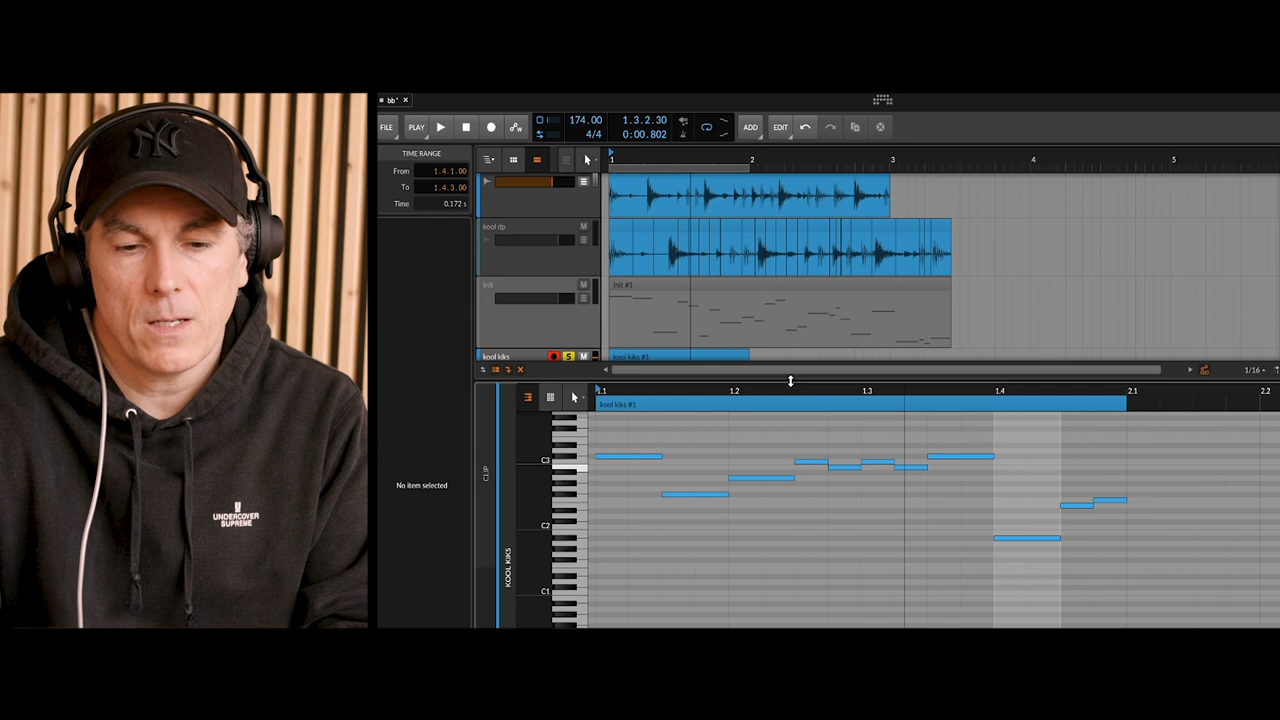 NY
UNDERCOVER
SUPREME
bb* ×
FILE
PLAY
174.00
4/4
1.3.2.30
0:00.802
ADD
EDIT
TIME RANGE
From 1.4.1.00
To 1.4.3.00
Time 0.172 s
1 2 3 4 5
kool dp M
Init M
Init #1
kool kiks S M
kool kiks #1
1/16
No item selected
CLIP
KOOL KIKS
1.1 1.2 1.3 1.4 2.1 2.2
kool kiks #1
C3
C2
C1